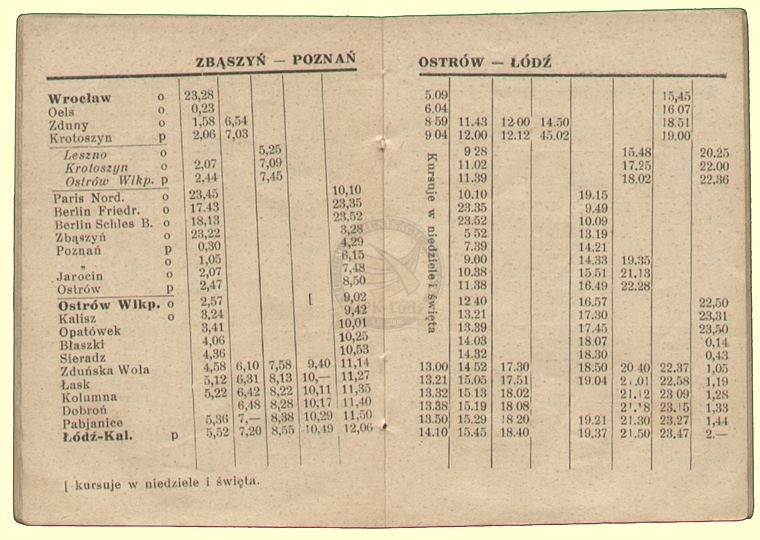 ZBĄSZYŃ — POZNAŃ
Wrocław o 23,28
Oels o 0,23
Zduny o 1,58 6,54
Krotoszyn p 2,06 7,03
Leszno o 5,25
Krotoszyn o 2,07 7,09
Ostrów Wlkp. p 2,44 7,45
Paris Nord. o 23,45 10,10
Berlin Friedr. o 17.43 23,35
Berlin Schles B. o 18,13 23,52
Zbąszyń o 23,22 3,28
Poznań p 0,30 4,29
„ o 1,05 6,15
Jarocin o 2,07 7,48
Ostrów p 2,47 8,50
Ostrów Wlkp. o 2,57 [ 9,02
Kalisz o 3,24 9,42
Opatówek 3,41 10,01
Błaszki 4,06 10,25
Sieradz 4,36 10,53
Zduńska Wola 4,58 6,10 7,58 9,40 11,14
Łask 5,12 6,31 8,13 10,— 11,27
Kolumna 5,22 6,42 8,22 10,11 11,35
Dobroń 6,48 8,28 10,17 11,40
Pabjanice 5,36 7,— 8,38 10,29 11,50
Łódź-Kal. p 5,52 7,20 8,55 10,49 12,06
[ kursuje w niedziele i święta.
OSTRÓW — ŁÓDŹ
5.09 15,45
6.04 16 07
8 59 11.43 12 00 14.50 18.51
9 04 12.00 12.12 45.02 19.00
Kursuje w niedziele i święta
9 28 15.48 20.25
11.02 17.25 22.00
11.39 18.02 22,36
10.10 19.15
23.35 9.49
23.52 10.09
5 52 13.19
7.39 14.21
9.00 14.33 19.35
10.38 15 51 21,13
11.38 16.49 22.28
12 40 16.57 22,50
13.21 17.30 23,31
13.39 17.45 23,50
14.03 18.07 0,14
14.32 18.30 0,43
13.00 14 52 17.30 18.50 20 40 22.37 1,05
13.21 15.05 17.51 19.04 21.01 22.58 1,19
13.32 15.13 18.02 21.12 23 09 1,28
13.38 15.19 18 08 23.15 1,33
13.50 15.29 18 20 19.21 21.30 23.27 1,44
14.10 15.45 18.40 19.37 21.50 23.47 2.—